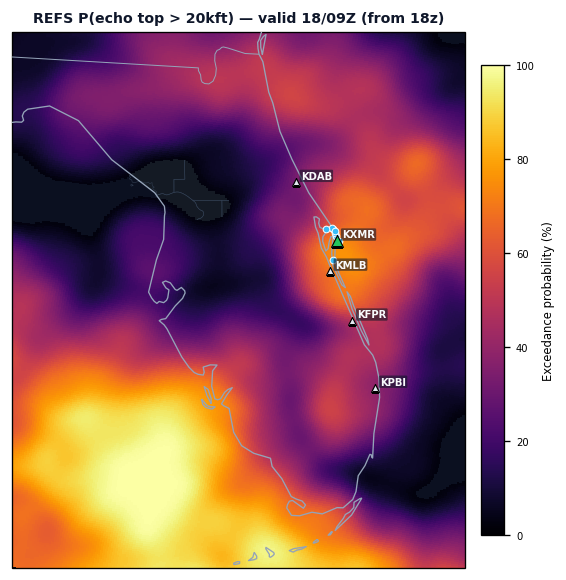 REFS P(echo top > 20kft) — valid 18/09Z (from 18z)
KDAB
KXMR
KMLB
KFPR
KPBI
100
80
60
40
20
0
Exceedance probability (%)